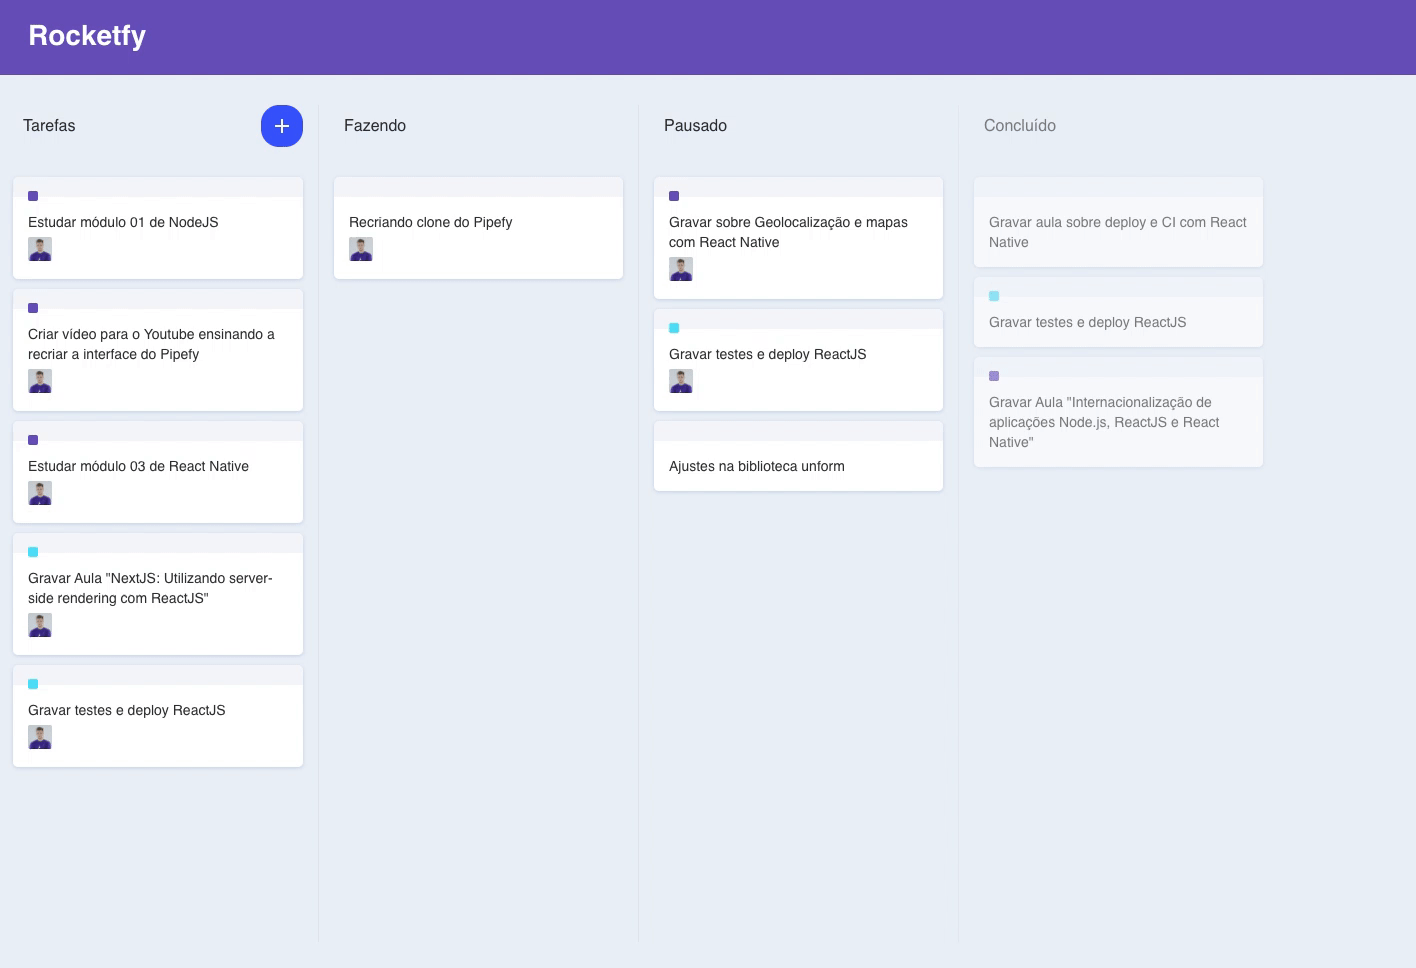 Rocketfy
Tarefas
Estudar módulo 01 de NodeJS
Criar vídeo para o Youtube ensinando a
recriar a interface do Pipefy
Estudar módulo 03 de React Native
Gravar Aula "NextJS: Utilizando server-
side rendering com ReactJS"
Gravar testes e deploy ReactJS
Fazendo
Recriando clone do Pipefy
Pausado
Gravar sobre Geolocalização e mapas
com React Native
Gravar testes e deploy ReactJS
Ajustes na biblioteca unform
Concluído
Gravar aula sobre deploy e CI com React
Native
Gravar testes e deploy ReactJS
Gravar Aula "Internacionalização de
aplicações Node.js, ReactJS e React
Native"